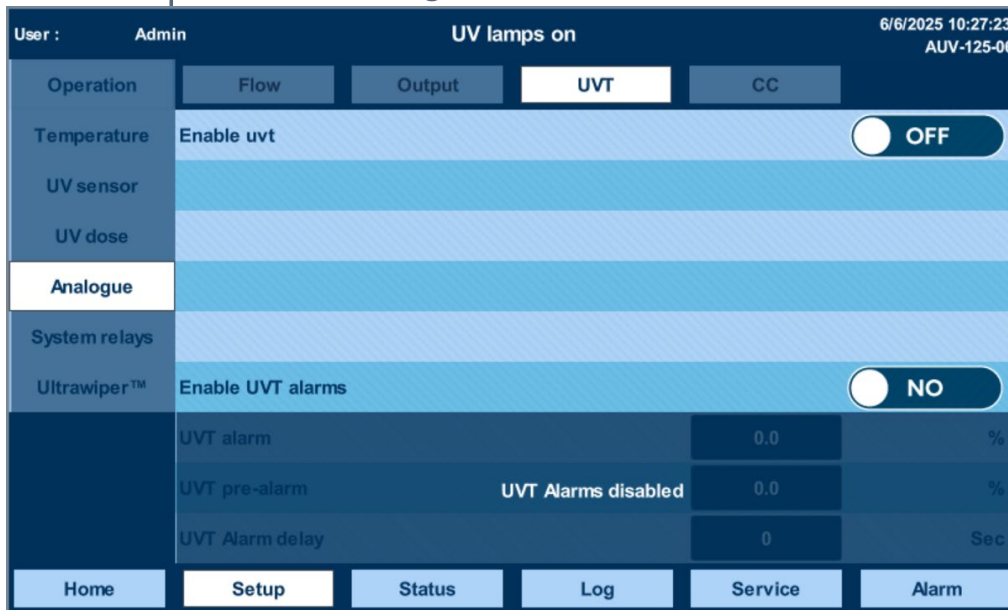 User : Admin UV lamps on 6/6/2025 10:27:23
AUV-125-06
Operation Flow Output UVT CC
Temperature Enable uvt OFF
UV sensor
UV dose
Analogue
System relays
Ultrawiper™ Enable UVT alarms NO
UVT alarm 0.0 %
UVT pre-alarm UVT Alarms disabled 0.0 %
UVT Alarm delay 0 Sec
Home Setup Status Log Service Alarm